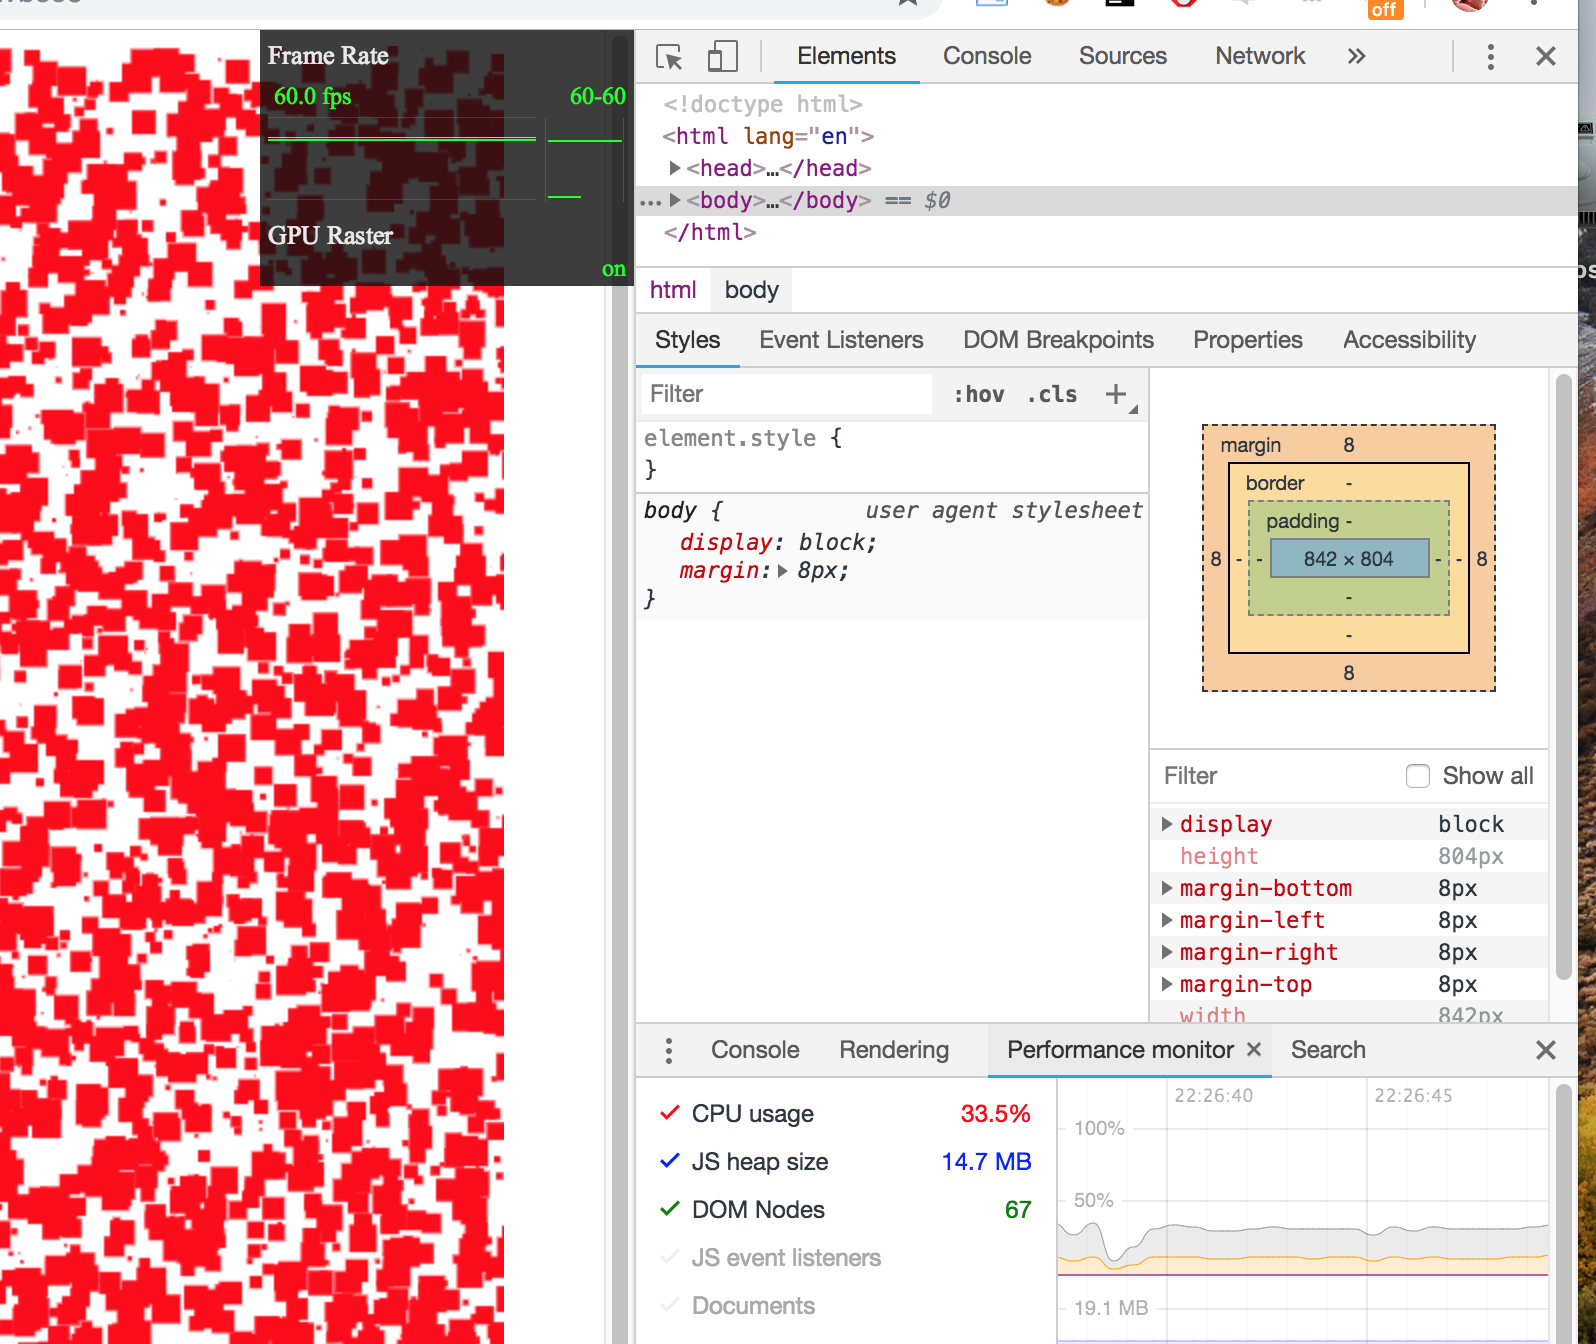 off
Frame Rate
60.0 fps 60-60
GPU Raster
on
Elements Console Sources Network »
<!doctype html>
<html lang="en">
<head>…</head>
… <body>…</body> == $0
</html>
html body
Styles Event Listeners DOM Breakpoints Properties Accessibility
Filter :hov .cls +
element.style {
}
body { user agent stylesheet
display: block;
margin: 8px;
}
margin 8
border -
padding -
8 - - 842 × 804 - - 8
-
-
8
Filter Show all
display block
height 804px
margin-bottom 8px
margin-left 8px
margin-right 8px
margin-top 8px
width 842px
Console Rendering Performance monitor × Search
CPU usage 33.5%
JS heap size 14.7 MB
DOM Nodes 67
JS event listeners
Documents
22:26:40 22:26:45
100%
50%
19.1 MB